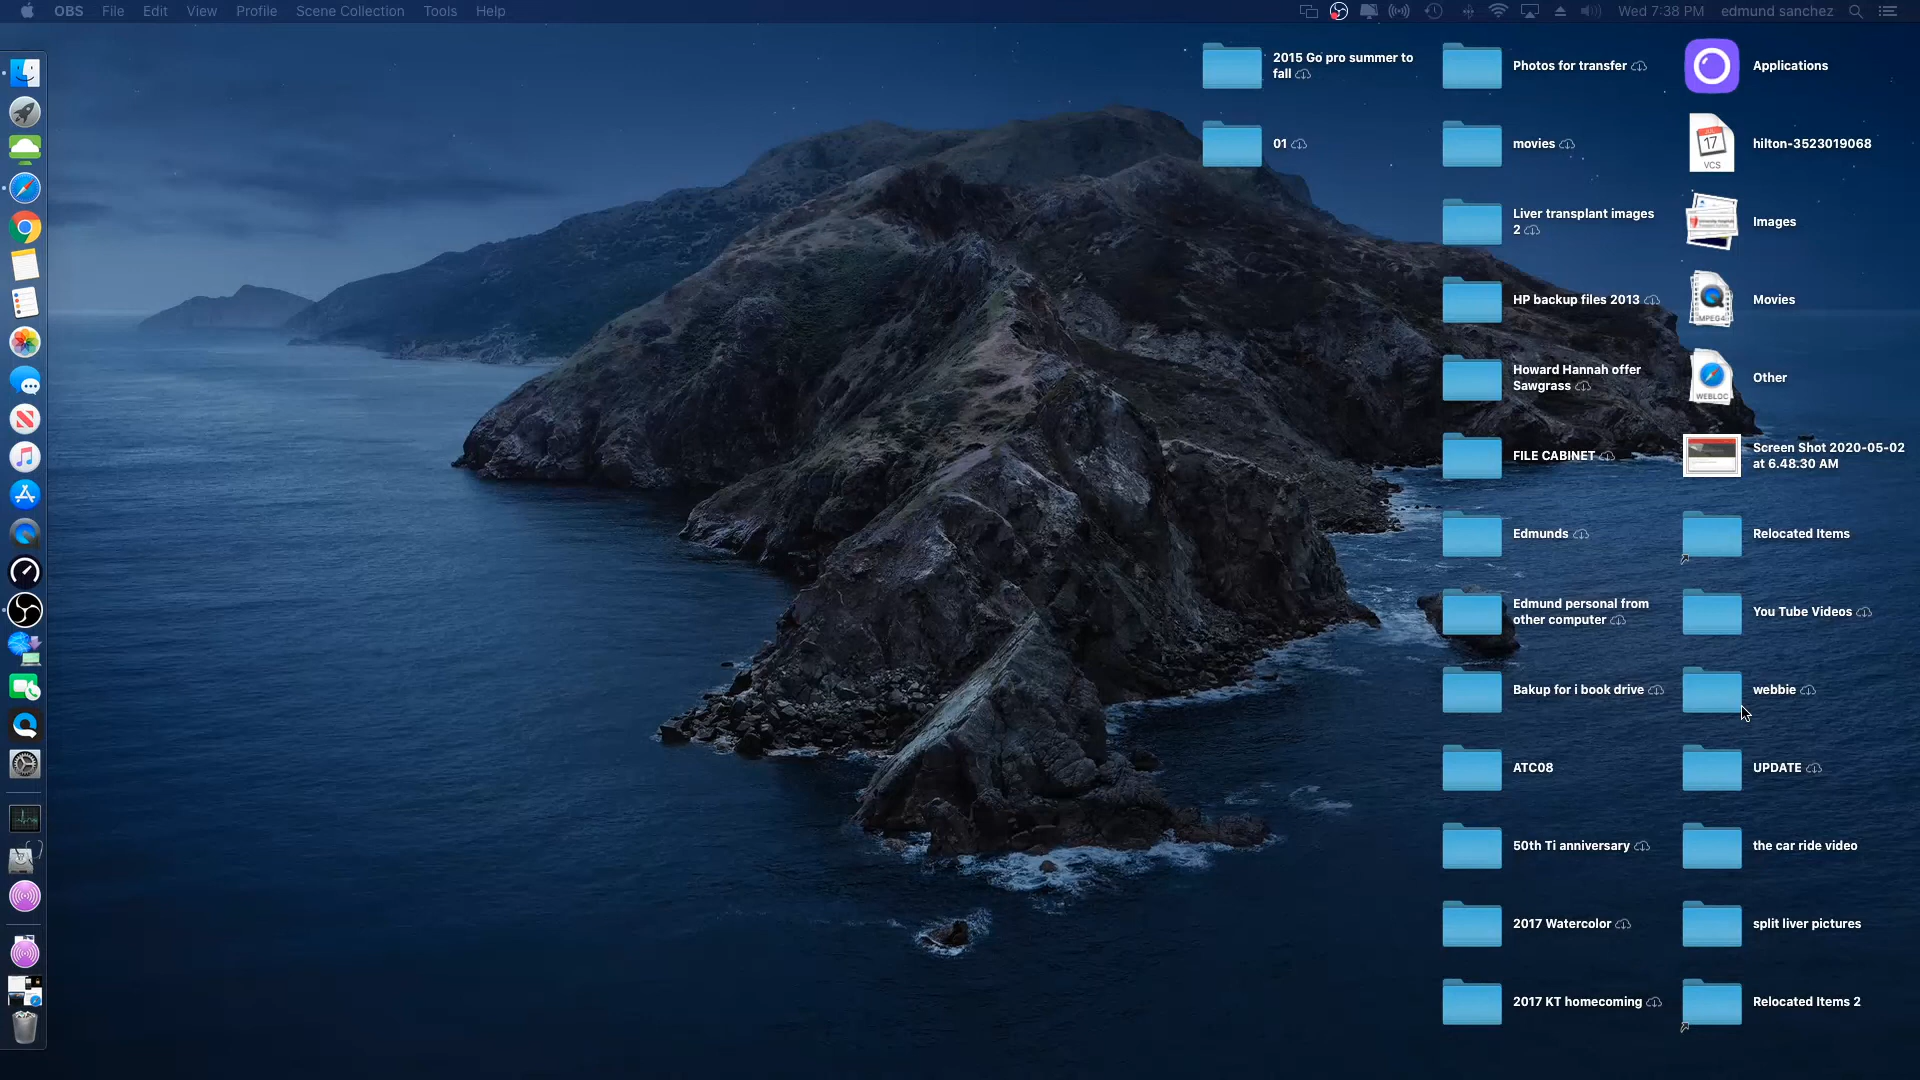 OBS File Edit View Profile Scene Collection Tools Help
Wed 7:38 PM edmund sanchez
2015 Go pro summer to
fall
01
Photos for transfer
movies
Liver transplant images
2
HP backup files 2013
Howard Hannah offer
Sawgrass
FILE CABINET
Edmunds
Edmund personal from
other computer
Bakup for i book drive
ATC08
50th Ti anniversary
2017 Watercolor
2017 KT homecoming
Applications
JUL
17
VCS
hilton-3523019068
Images
MPEG4
Movies
WEBLOC
Other
Screen Shot 2020-05-02
at 6.48.30 AM
Relocated Items
You Tube Videos
webbie
UPDATE
the car ride video
split liver pictures
Relocated Items 2